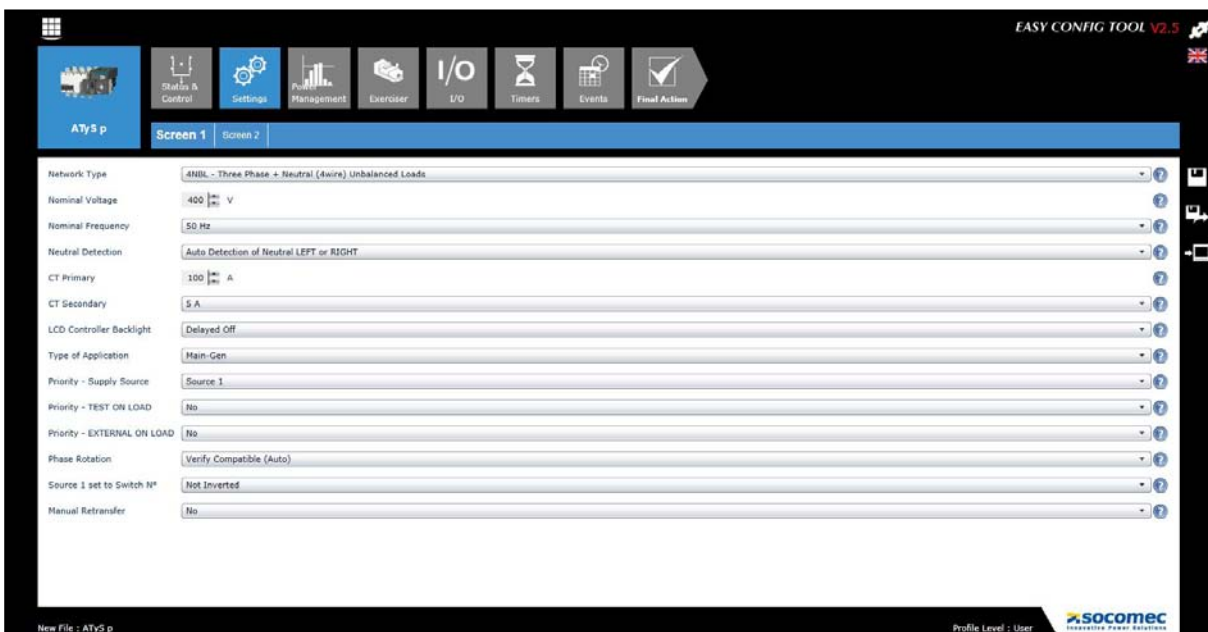 EASY CONFIG TOOL V2.5
Status & Control
Settings
Power Management
Exerciser
I/O
I/O
Timers
Events
Final Action
ATyS p
Screen 1 Screen 2
Network Type 4NBL - Three Phase + Neutral (4wire) Unbalanced Loads
Nominal Voltage 400 V
Nominal Frequency 50 Hz
Neutral Detection Auto Detection of Neutral LEFT or RIGHT
CT Primary 100 A
CT Secondary 5 A
LCD Controller Backlight Delayed Off
Type of Application Main-Gen
Priority - Supply Source Source 1
Priority - TEST ON LOAD No
Priority - EXTERNAL ON LOAD No
Phase Rotation Verify Compatible (Auto)
Source 1 set to Switch N° Not Inverted
Manual Retransfer No
New File : ATyS p
Profile Level : User
socomec
Innovative Power Solutions